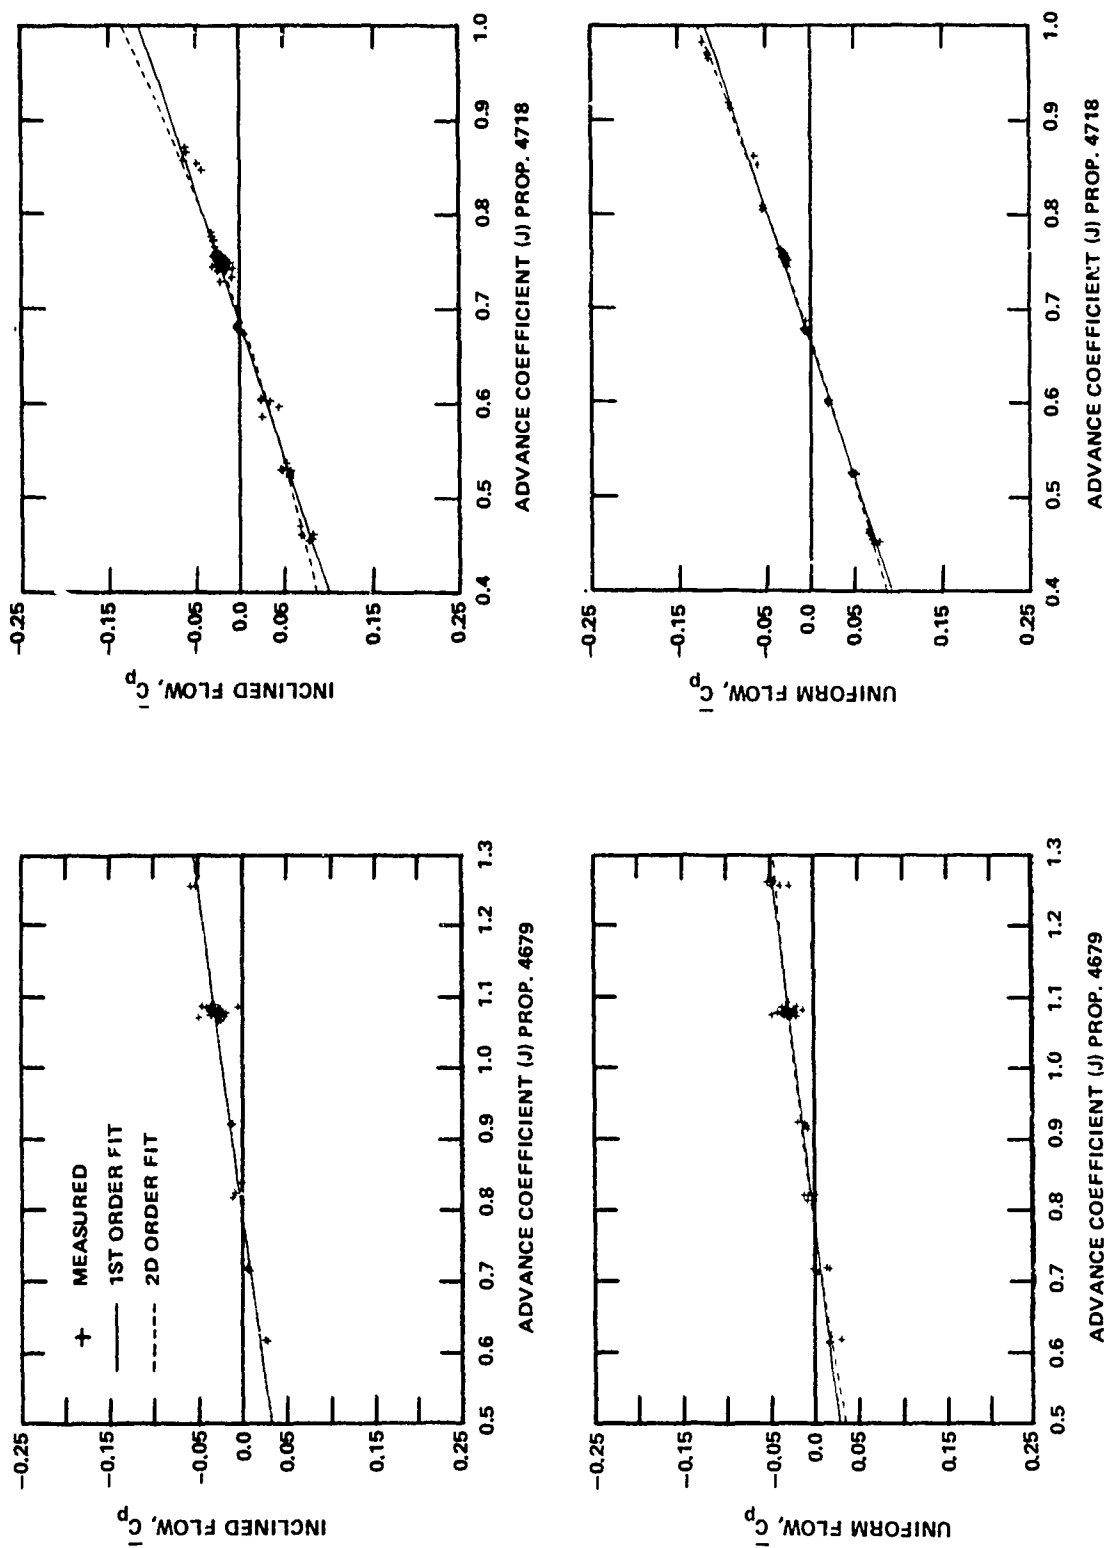 INCLINED FLOW, C̄p
−0.25
−0.15
−0.05
0.0
0.05
0.15
0.25
+ MEASURED
—— 1ST ORDER FIT
----- 2D ORDER FIT
0.5 0.6 0.7 0.8 0.9 1.0 1.1 1.2 1.3
ADVANCE COEFFICIENT (J) PROP. 4679
INCLINED FLOW, C̄p
−0.25
−0.15
−0.05
0.0
0.05
0.15
0.25
0.4 0.5 0.6 0.7 0.8 0.9 1.0
ADVANCE COEFFICIENT (J) PROP. 4718
UNIFORM FLOW, C̄p
−0.25
−0.15
−0.05
0.0
0.05
0.15
0.25
0.5 0.6 0.7 0.8 0.9 1.0 1.1 1.2 1.3
ADVANCE COEFFICIENT (J) PROP. 4679
UNIFORM FLOW, C̄p
−0.25
−0.15
−0.05
0.0
0.05
0.15
0.25
0.4 0.5 0.6 0.7 0.8 0.9 1.0
ADVANCE COEFFICIENT (J) PROP. 4718